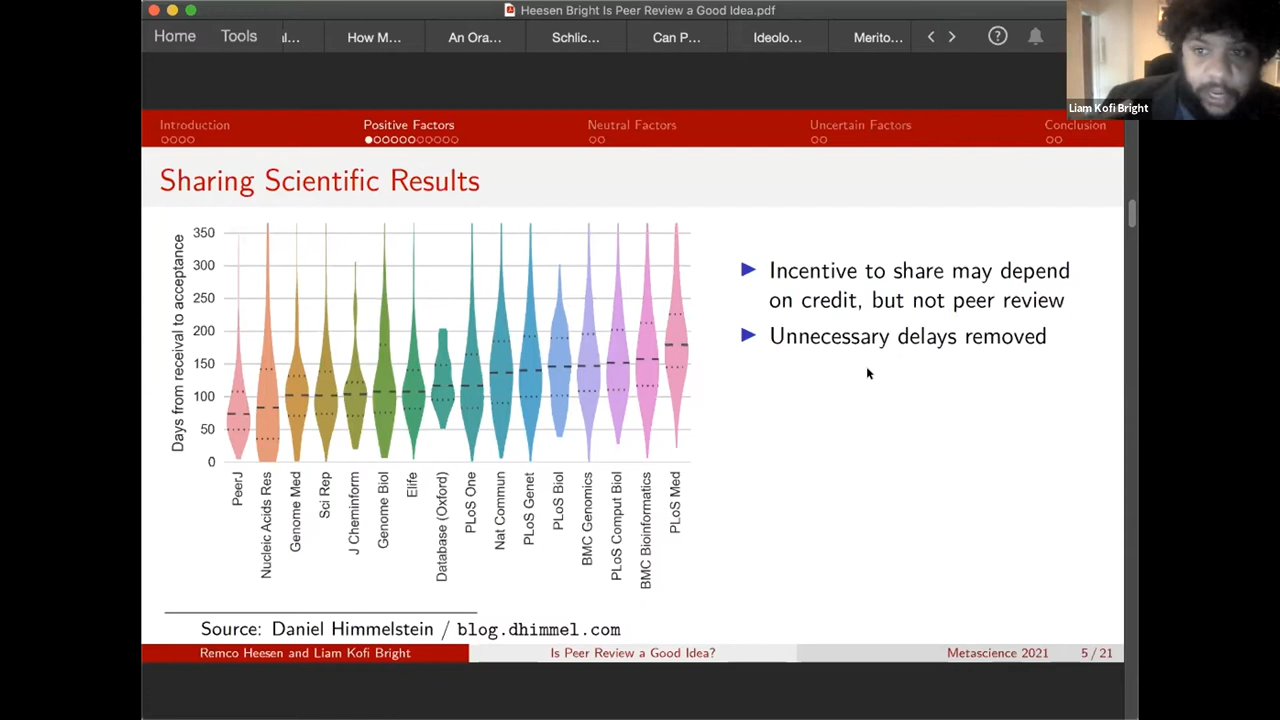 Heesen Bright Is Peer Review a Good Idea.pdf
Home Tools ...l... How M... An Ora... Schlic... Can P... Ideolo... Merito...
Liam Kofi Bright
Introduction Positive Factors Neutral Factors Uncertain Factors Conclusion
Sharing Scientific Results
Days from receival to acceptance
350
300
250
200
150
100
50
0
PeerJ
Nucleic Acids Res
Genome Med
Sci Rep
J Cheminform
Genome Biol
Elife
Database (Oxford)
PLoS One
Nat Commun
PLoS Genet
PLoS Biol
BMC Genomics
PLoS Comput Biol
BMC Bioinformatics
PLoS Med
Incentive to share may depend
on credit, but not peer review
Unnecessary delays removed
Source: Daniel Himmelstein / blog.dhimmel.com
Remco Heesen and Liam Kofi Bright Is Peer Review a Good Idea? Metascience 2021 5 / 21